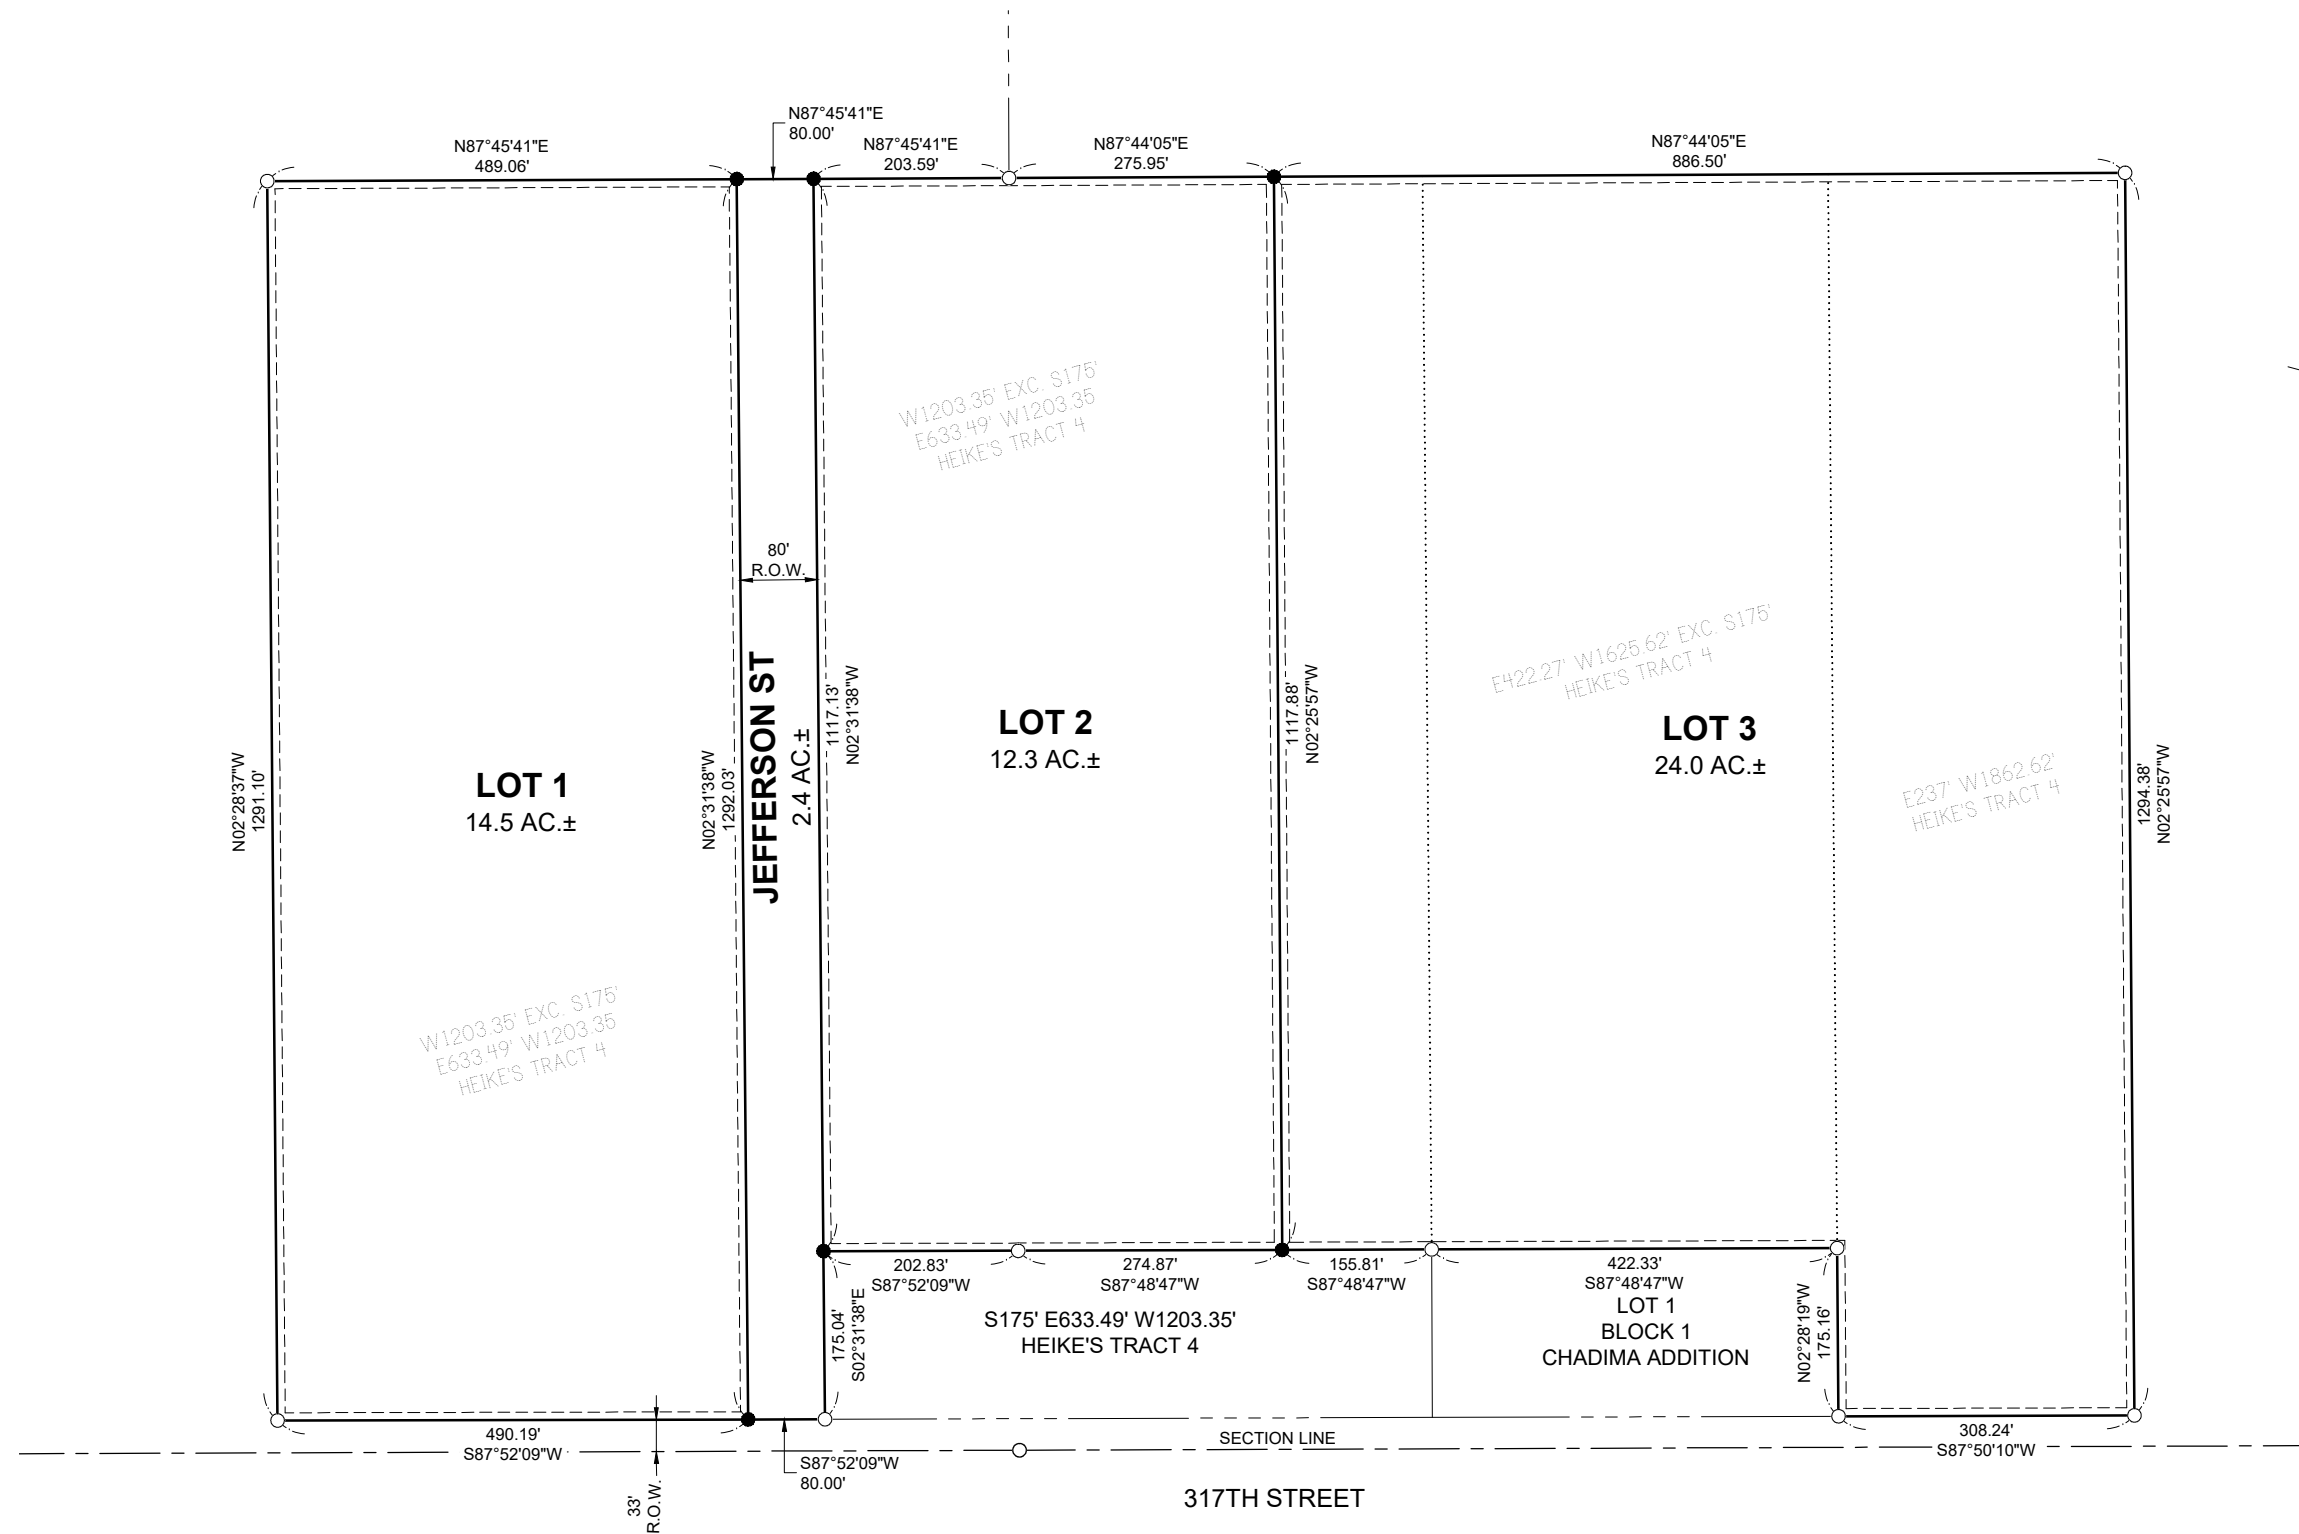 N87°45'41"E
80.00'
N87°45'41"E
489.06'
N87°45'41"E
203.59'
N87°44'05"E
275.95'
N87°44'05"E
886.50'
W1203.35' EXC. S175'
E633.49' W1203.35
HEIKE'S TRACT 4
80'
R.O.W.
E422.27' W1625.62' EXC. S175'
HEIKE'S TRACT 4
N02°28'37"W
1291.10'
LOT 1
14.5 AC.±
N02°31'38"W
1292.03'
JEFFERSON ST
2.4 AC.±
1117.13'
N02°31'38"W
LOT 2
12.3 AC.±
1117.88'
N02°25'57"W
LOT 3
24.0 AC.±
E237' W1862.62'
HEIKE'S TRACT 4
1294.38'
N02°25'57"W
W1203.35' EXC. S175'
E633.49' W1203.35
HEIKE'S TRACT 4
202.83'
S87°52'09"W
274.87'
S87°48'47"W
155.81'
S87°48'47"W
422.33'
S87°48'47"W
175.04'
S02°31'38"E
S175' E633.49' W1203.35'
HEIKE'S TRACT 4
LOT 1
BLOCK 1
CHADIMA ADDITION
N02°28'19"W
175.16'
490.19'
S87°52'09"W
33'
R.O.W.
S87°52'09"W
80.00'
SECTION LINE
308.24'
S87°50'10"W
317TH STREET